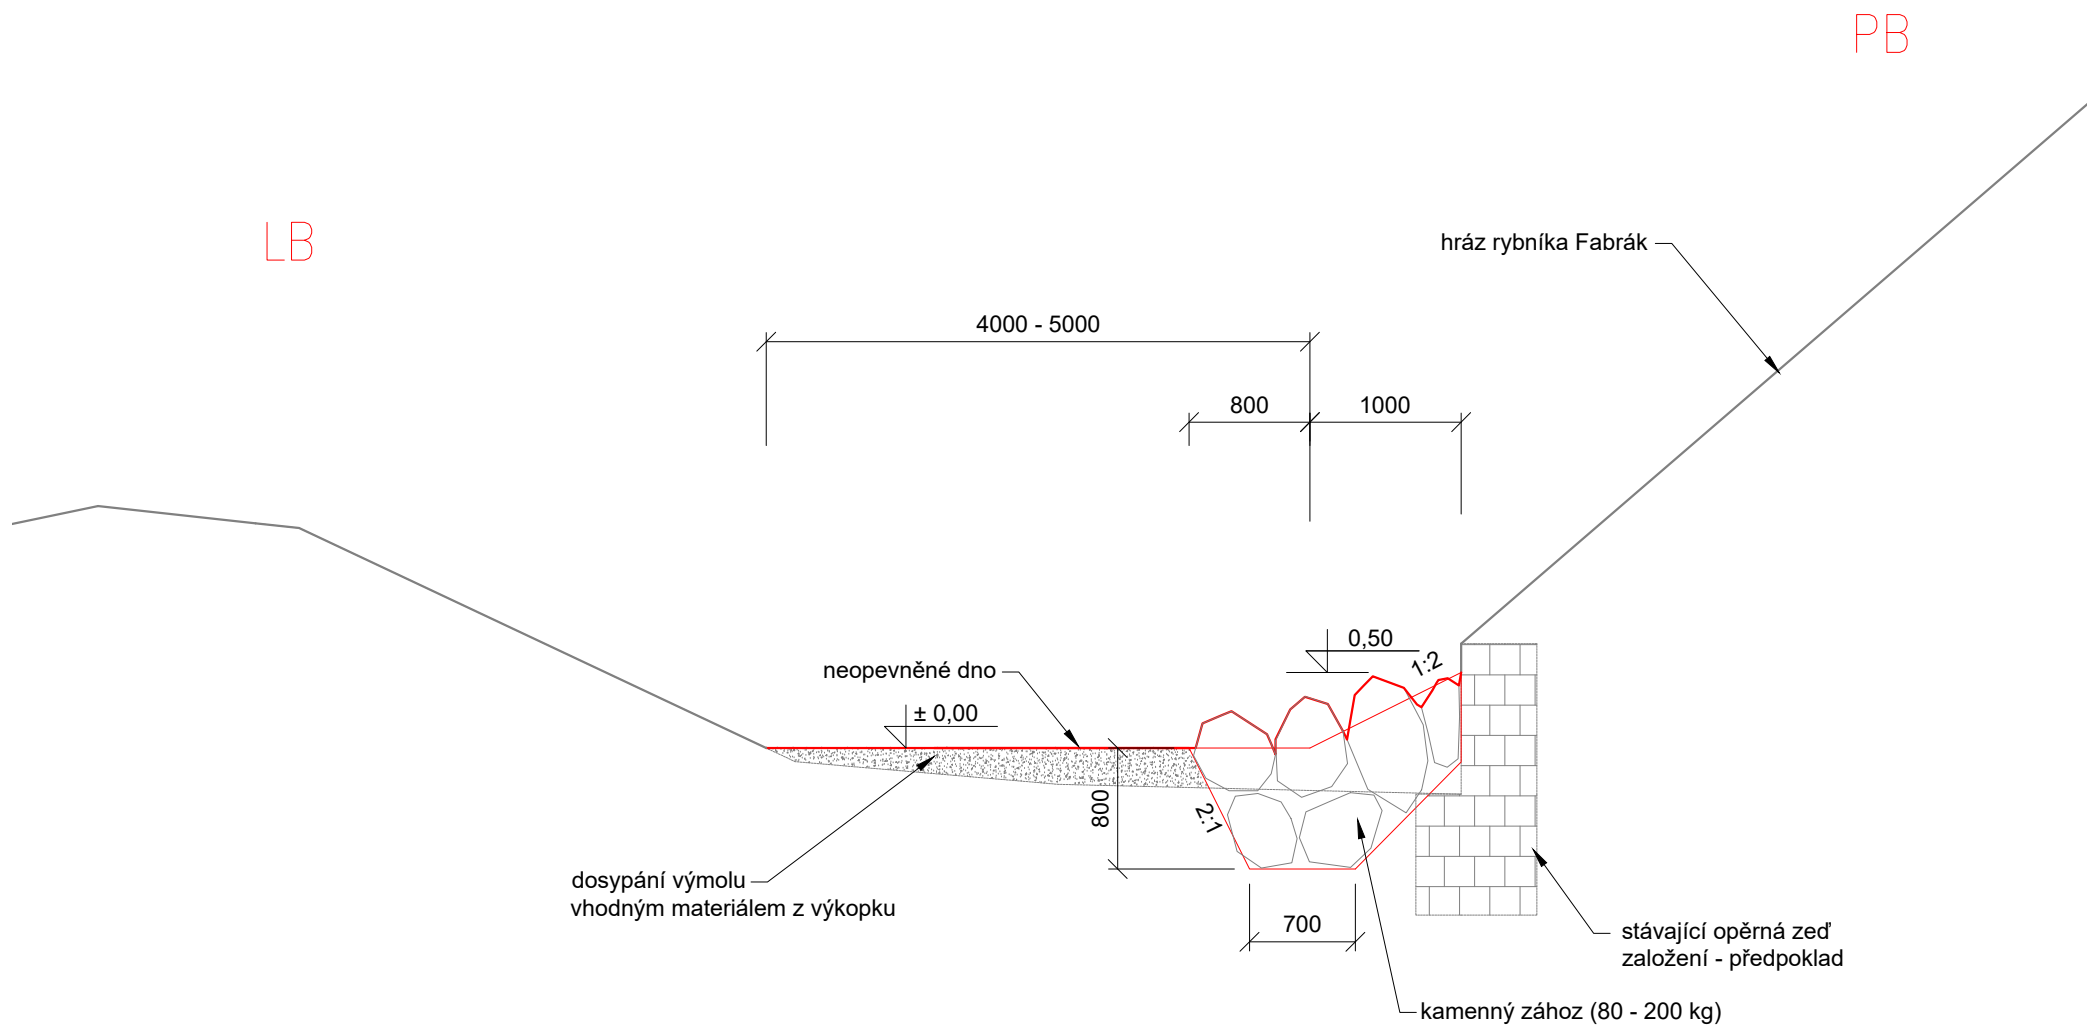 PB
LB
hráz rybníka Fabrák
4000 - 5000
800
1000
0,50
1:2
neopevněné dno
± 0,00
800
2:1
dosypání výmolu
vhodným materiálem z výkopku
700
stávající opěrná zeď
založení - předpoklad
kamenný zához (80 - 200 kg)